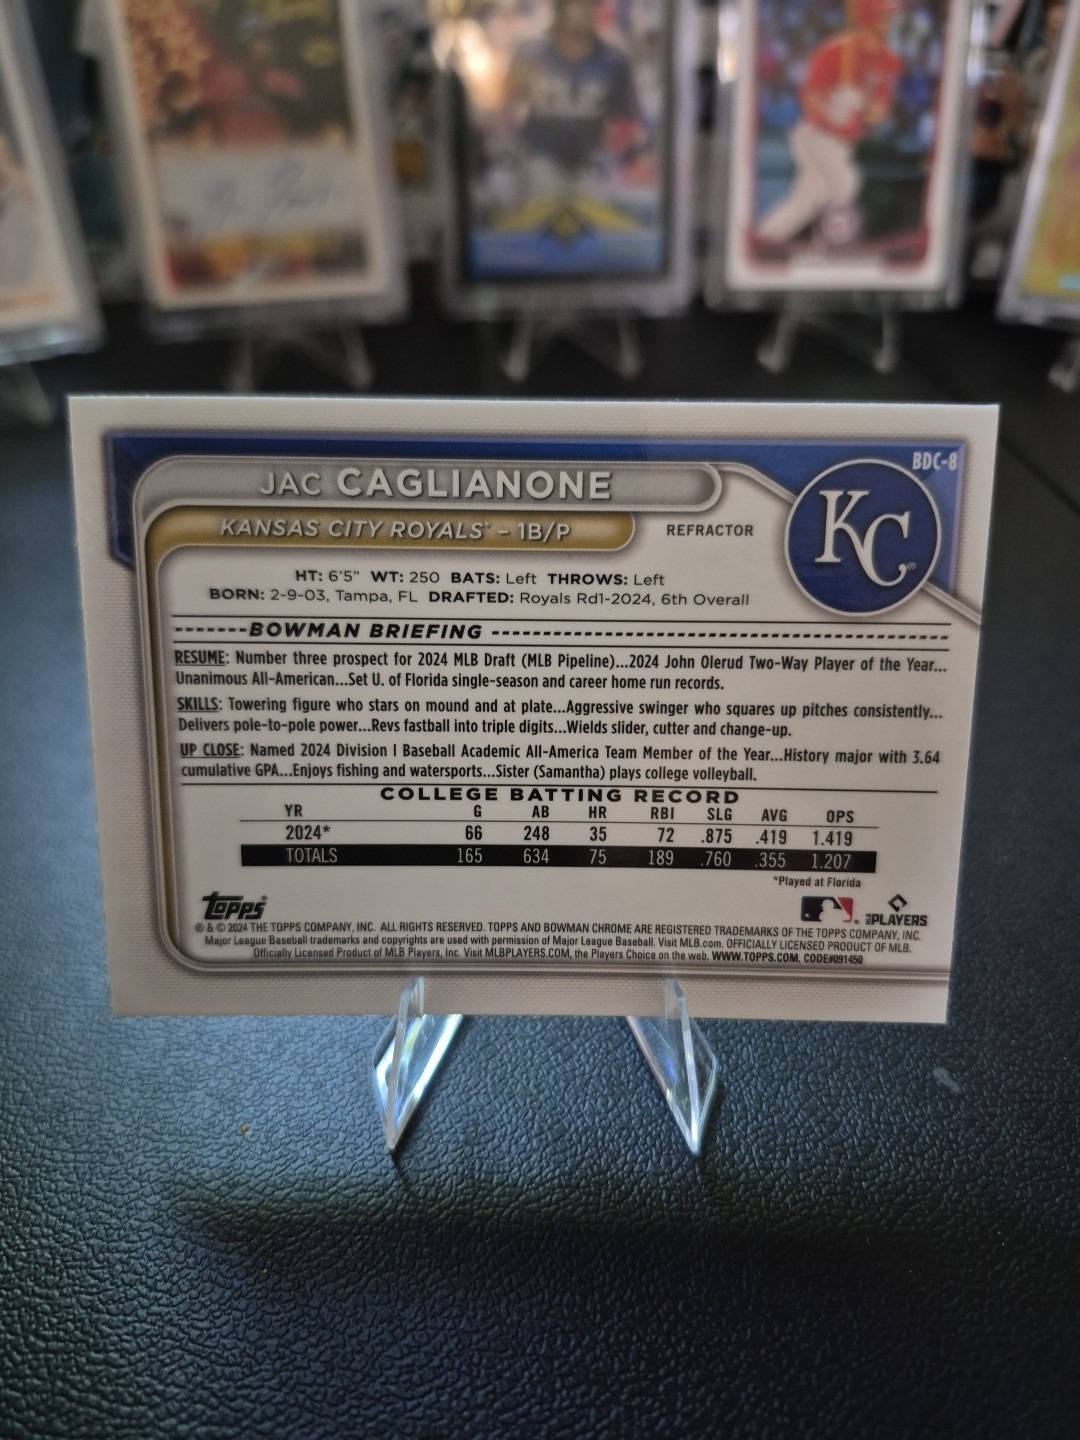 BDC-8
JAC CAGLIANONE
KANSAS CITY ROYALS™ – 1B/P
REFRACTOR
KC
HT: 6'5" WT: 250 BATS: Left THROWS: Left
BORN: 2-9-03, Tampa, FL DRAFTED: Royals Rd1-2024, 6th Overall
BOWMAN BRIEFING
RESUME: Number three prospect for 2024 MLB Draft (MLB Pipeline)...2024 John Olerud Two-Way Player of the Year...
Unanimous All-American...Set U. of Florida single-season and career home run records.
SKILLS: Towering figure who stars on mound and at plate...Aggressive swinger who squares up pitches consistently...
Delivers pole-to-pole power...Revs fastball into triple digits...Wields slider, cutter and change-up.
UP CLOSE: Named 2024 Division I Baseball Academic All-America Team Member of the Year...History major with 3.64
cumulative GPA...Enjoys fishing and watersports...Sister (Samantha) plays college volleyball.
COLLEGE BATTING RECORD
YR G AB HR RBI SLG AVG OPS
2024* 66 248 35 72 .875 .419 1.419
TOTALS 165 634 75 189 .760 .355 1.207
*Played at Florida
Topps
MLB PLAYERS
® & © 2024 THE TOPPS COMPANY, INC. ALL RIGHTS RESERVED. TOPPS AND BOWMAN CHROME ARE REGISTERED TRADEMARKS OF THE TOPPS COMPANY, INC.
Major League Baseball trademarks and copyrights are used with permission of Major League Baseball. Visit MLB.com. OFFICIALLY LICENSED PRODUCT OF MLB.
Officially Licensed Product of MLB Players, Inc. Visit MLBPLAYERS.COM, the Players Choice on the web. WWW.TOPPS.COM. CODE#091450